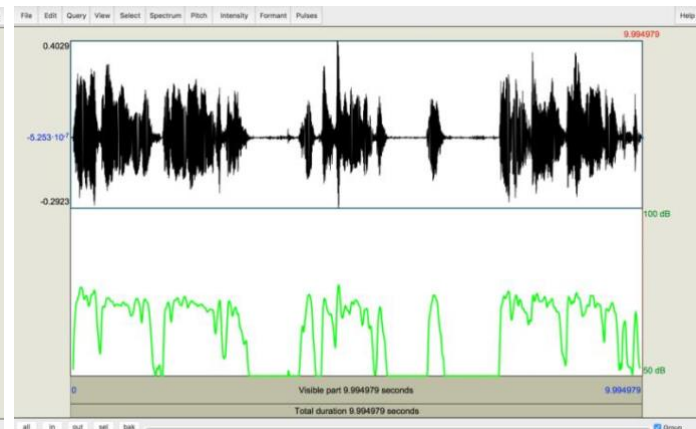 File Edit Query View Select Spectrum Pitch Intensity Formant Pulses Help
9.994979
0.4029
-5.253·10⁻⁷
-0.2923
100 dB
50 dB
0 Visible part 9.994979 seconds 9.994979
Total duration 9.994979 seconds
all in out sel bak Group